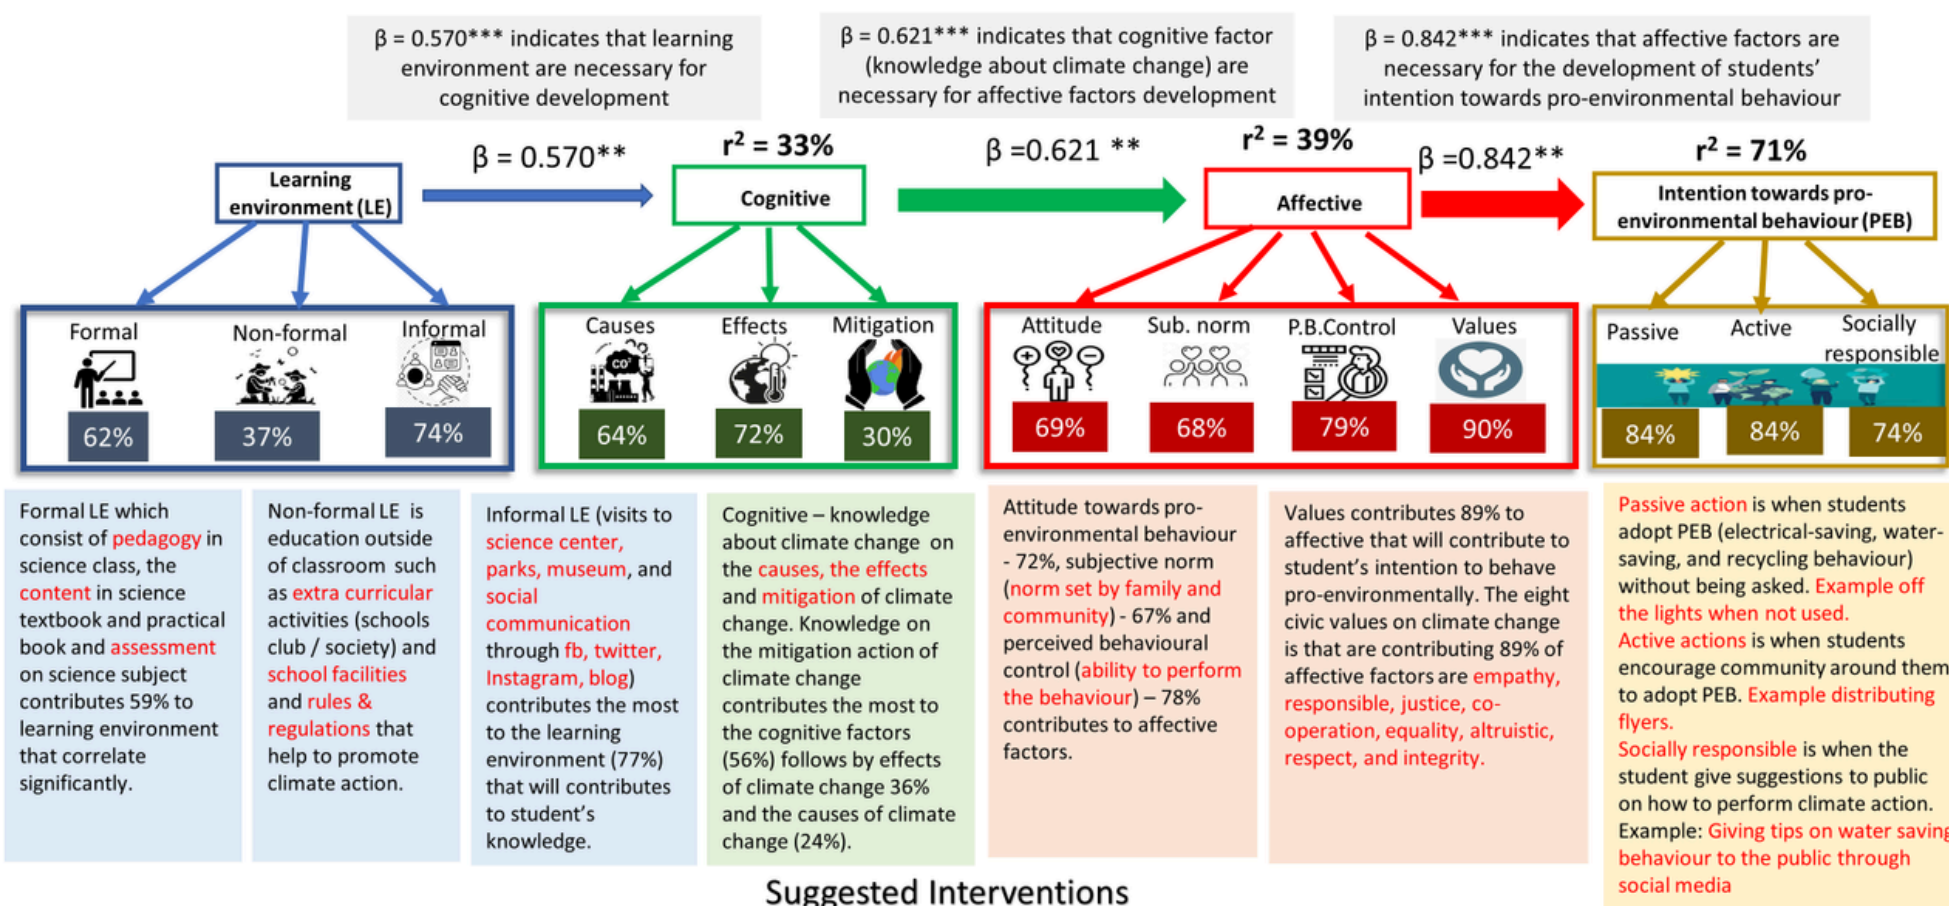 β = 0.570*** indicates that learning
environment are necessary for
cognitive development
β = 0.621*** indicates that cognitive factor
(knowledge about climate change) are
necessary for affective factors development
β = 0.842*** indicates that affective factors are
necessary for the development of students'
intention towards pro-environmental behaviour
β = 0.570**
r² = 33%
β =0.621 **
r² = 39%
β =0.842**
r² = 71%
Learning
environment (LE)
Cognitive
Affective
Intention towards pro-
environmental behaviour (PEB)
Formal
Non-formal
Informal
62%
37%
74%
Causes
Effects
Mitigation
CO²
64%
72%
30%
Attitude
Sub. norm
P.B.Control
Values
69%
68%
79%
90%
Passive
Active
Socially
responsible
84%
84%
74%
Formal LE which
consist of pedagogy in
science class, the
content in science
textbook and practical
book and assessment
on science subject
contributes 59% to
learning environment
that correlate
significantly.
Non-formal LE is
education outside
of classroom such
as extra curricular
activities (schools
club / society) and
school facilities
and rules &
regulations that
help to promote
climate action.
Informal LE (visits to
science center,
parks, museum, and
social
communication
through fb, twitter,
Instagram, blog)
contributes the most
to the learning
environment (77%)
that will contributes
to student's
knowledge.
Cognitive – knowledge
about climate change on
the causes, the effects
and mitigation of climate
change. Knowledge on
the mitigation action of
climate change
contributes the most to
the cognitive factors
(56%) follows by effects
of climate change 36%
and the causes of climate
change (24%).
Attitude towards pro-
environmental behaviour
- 72%, subjective norm
(norm set by family and
community) - 67% and
perceived behavioural
control (ability to perform
the behaviour) – 78%
contributes to affective
factors.
Values contributes 89% to
affective that will contribute to
student's intention to behave
pro-environmentally. The eight
civic values on climate change
is that are contributing 89% of
affective factors are empathy,
responsible, justice, co-
operation, equality, altruistic,
respect, and integrity.
Passive action is when students
adopt PEB (electrical-saving, water-
saving, and recycling behaviour)
without being asked. Example off
the lights when not used.
Active actions is when students
encourage community around them
to adopt PEB. Example distributing
flyers.
Socially responsible is when the
student give suggestions to public
on how to perform climate action.
Example: Giving tips on water saving
behaviour to the public through
social media
Suggested Interventions